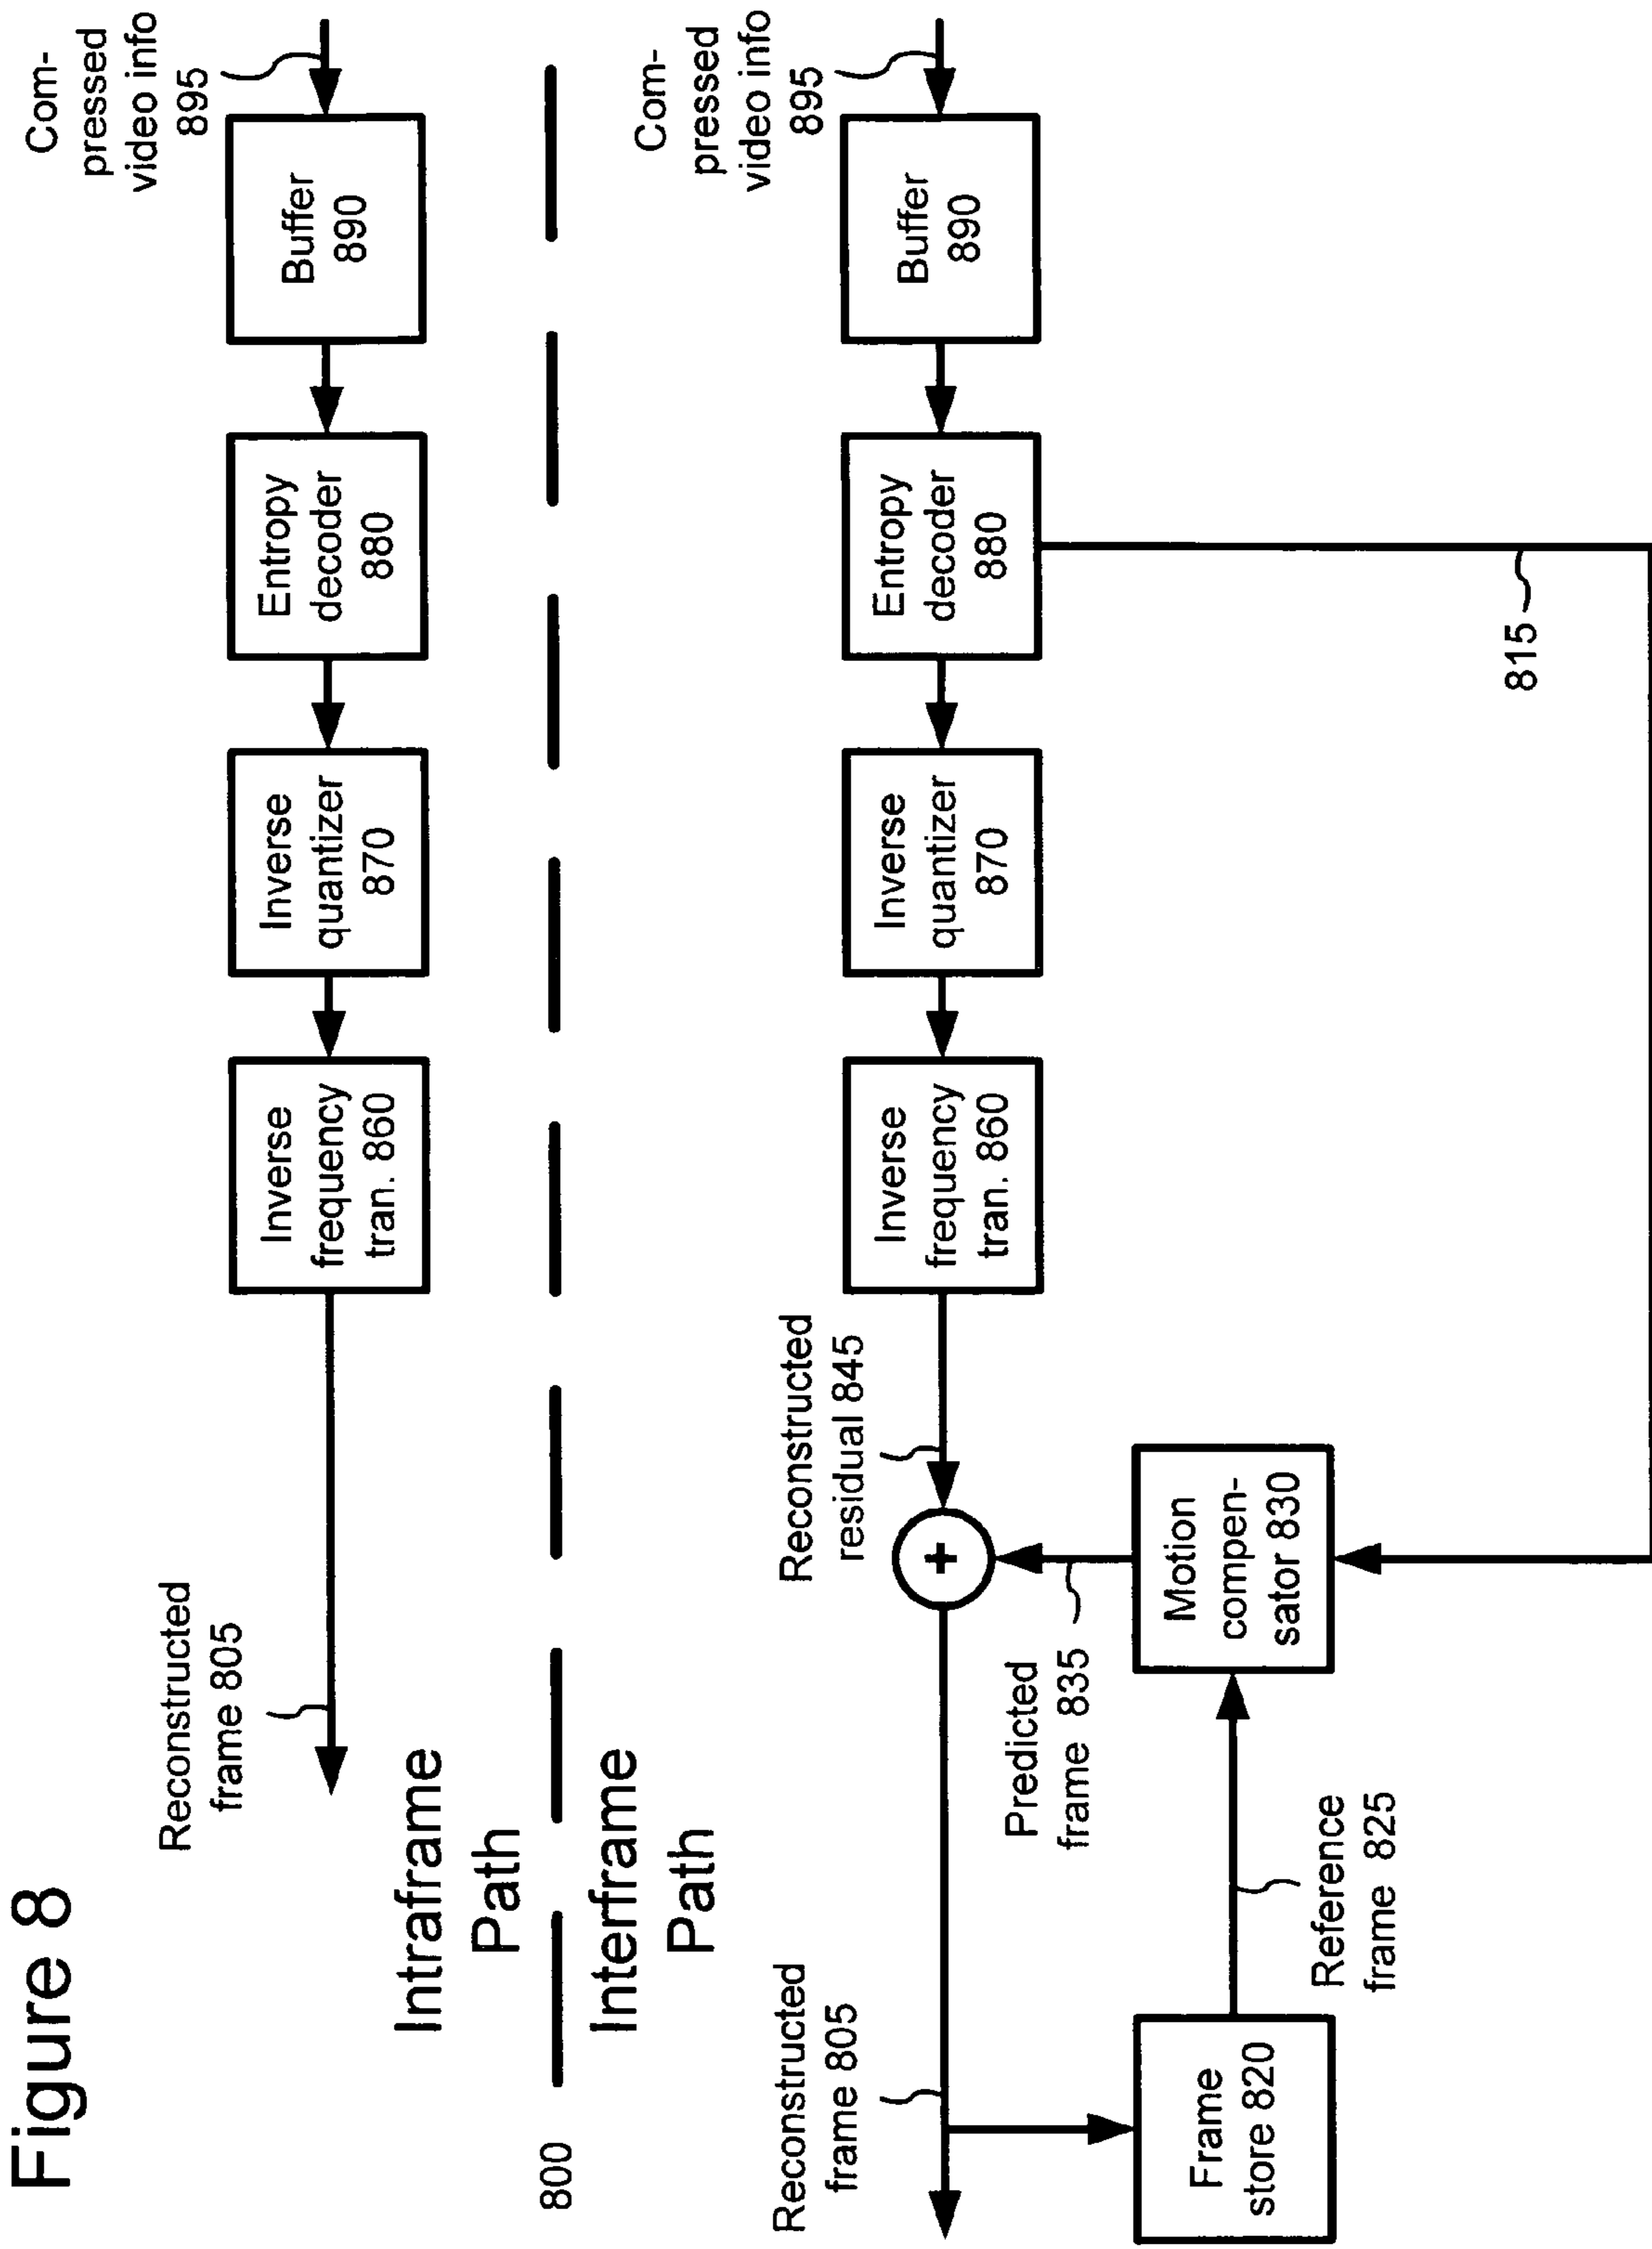 Figure 8
Com-
pressed
video info
895
Buffer
890
Entropy
decoder
880
Inverse
quantizer
870
Inverse
frequency
tran. 860
Reconstructed
frame 805
Intraframe
Path
800
Interframe
Path
Com-
pressed
video info
895
Buffer
890
Entropy
decoder
880
Inverse
quantizer
870
Inverse
frequency
tran. 860
Reconstructed
residual 845
+
815
Motion
compen-
sator 830
Predicted
frame 835
Reference
frame 825
Reconstructed
frame 805
Frame
store 820